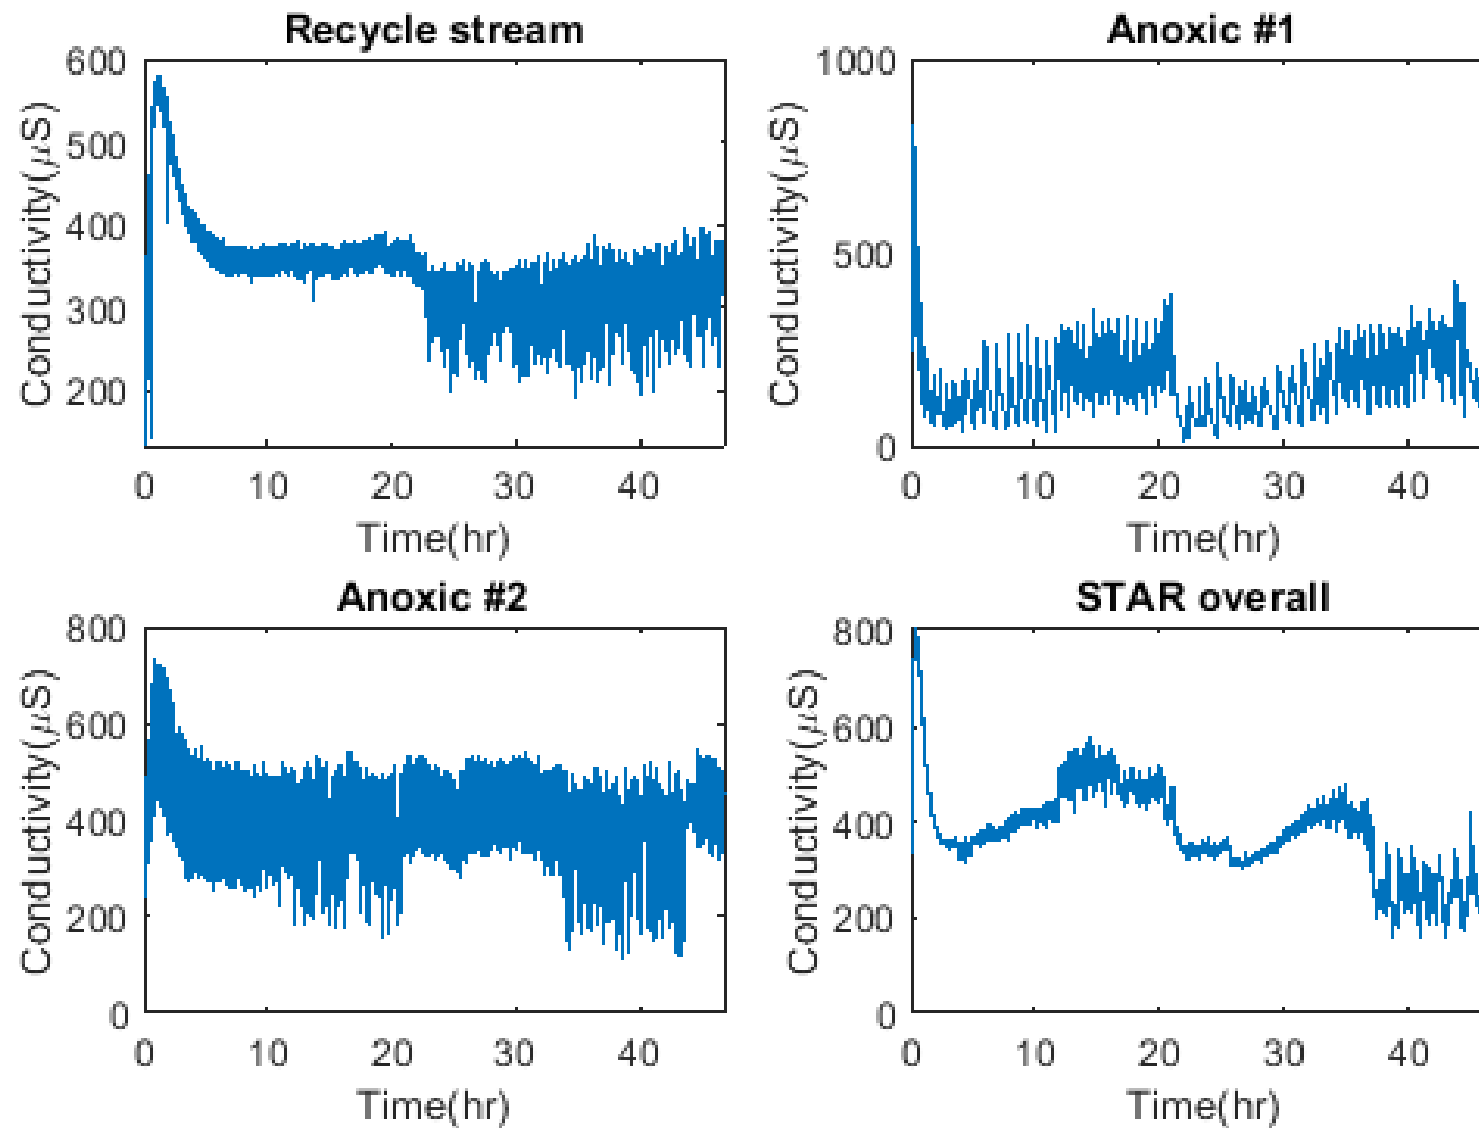 Recycle stream
600
500
400
300
200
Conductivity(μS)
0 10 20 30 40
Time(hr)
Anoxic #1
1000
500
0
Conductivity(μS)
0 10 20 30 40
Time(hr)
Anoxic #2
800
600
400
200
0
Conductivity(μS)
0 10 20 30 40
Time(hr)
STAR overall
800
600
400
200
0
Conductivity(μS)
0 10 20 30 40
Time(hr)